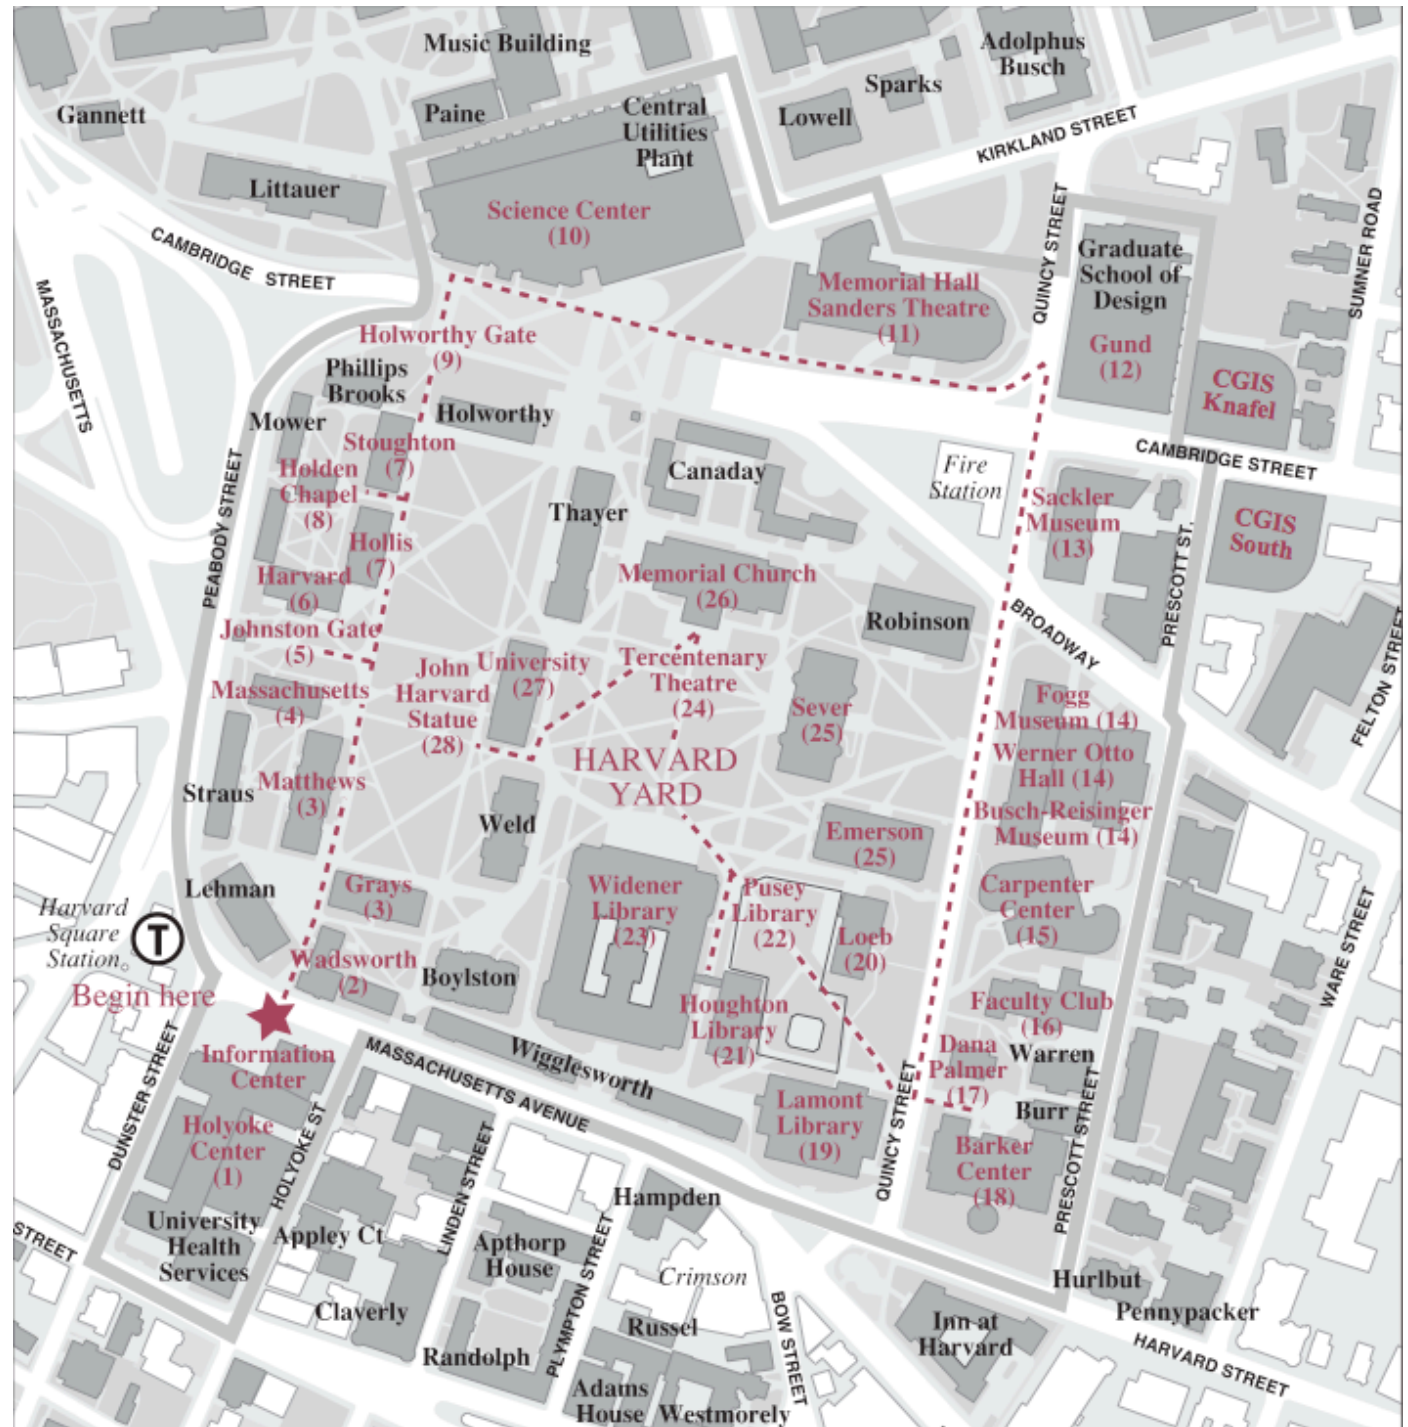 Music Building
Adolphus
Busch
Sparks
Gannett
Paine
Central
Utilities
Plant
Lowell
KIRKLAND STREET
Littauer
Science Center
(10)
QUINCY STREET
SUMNER ROAD
CAMBRIDGE STREET
Graduate
School of
Design
Memorial Hall
Sanders Theatre
(11)
MASSACHUSETTS
Holworthy Gate
(9)
Gund
(12)
Phillips
Brooks
CGIS
Knafel
Mower
Holworthy
Stoughton
(7)
CAMBRIDGE STREET
Holden
Chapel
(8)
Canaday
Fire
Station
Sackler
Museum
(13)
Thayer
CGIS
South
PEABODY STREET
Hollis
(7)
PRESCOTT ST.
Harvard
(6)
Memorial Church
(26)
Robinson
BROADWAY
Johnston Gate
(5)
FELTON STREET
John
Harvard
Statue
(28)
University
(27)
Tercentenary
Theatre
(24)
Massachusetts
(4)
Sever
(25)
Fogg
Museum (14)
Werner Otto
Hall (14)
HARVARD
YARD
Straus
Matthews
(3)
Busch-Reisinger
Museum (14)
Weld
Emerson
(25)
Lehman
Grays
(3)
Widener
Library
(23)
Pusey
Library
(22)
Carpenter
Center
(15)
Harvard
Square
Station
T
Loeb
(20)
WARE STREET
Wadsworth
(2)
Boylston
Begin here
Houghton
Library
(21)
Faculty Club
(16)
Information
Center
MASSACHUSETTS AVENUE
Wigglesworth
Dana
Palmer
(17)
Warren
DUNSTER STREET
HOLYOKE ST
Holyoke
Center
(1)
Lamont
Library
(19)
QUINCY STREET
Burr
PRESCOTT STREET
Barker
Center
(18)
LINDEN STREET
Hampden
University
Health
Services
Appley Ct
Apthorp
House
PLYMPTON STREET
STREET
Crimson
Hurlbut
Claverly
BOW STREET
Inn at
Harvard
Pennypacker
Russel
Randolph
HARVARD STREET
Adams
House
Westmorely